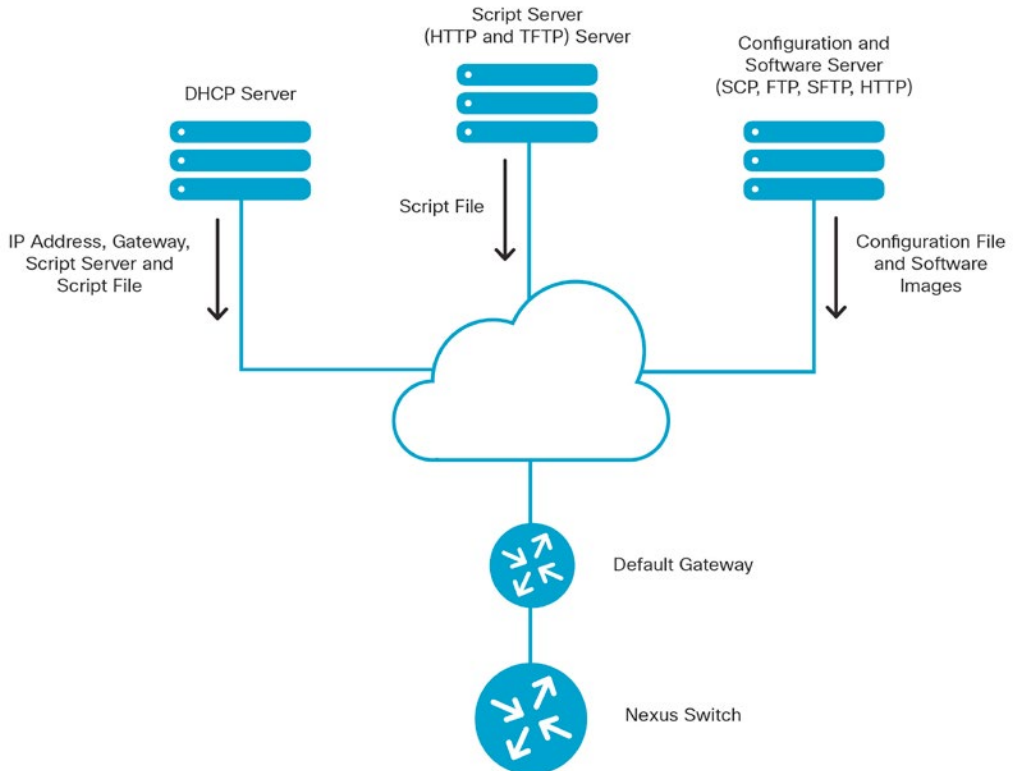 Script Server
(HTTP and TFTP) Server
Configuration and
Software Server
(SCP, FTP, SFTP, HTTP)
DHCP Server
Script File
IP Address, Gateway,
Script Server and
Script File
Configuration File
and Software
Images
Default Gateway
Nexus Switch